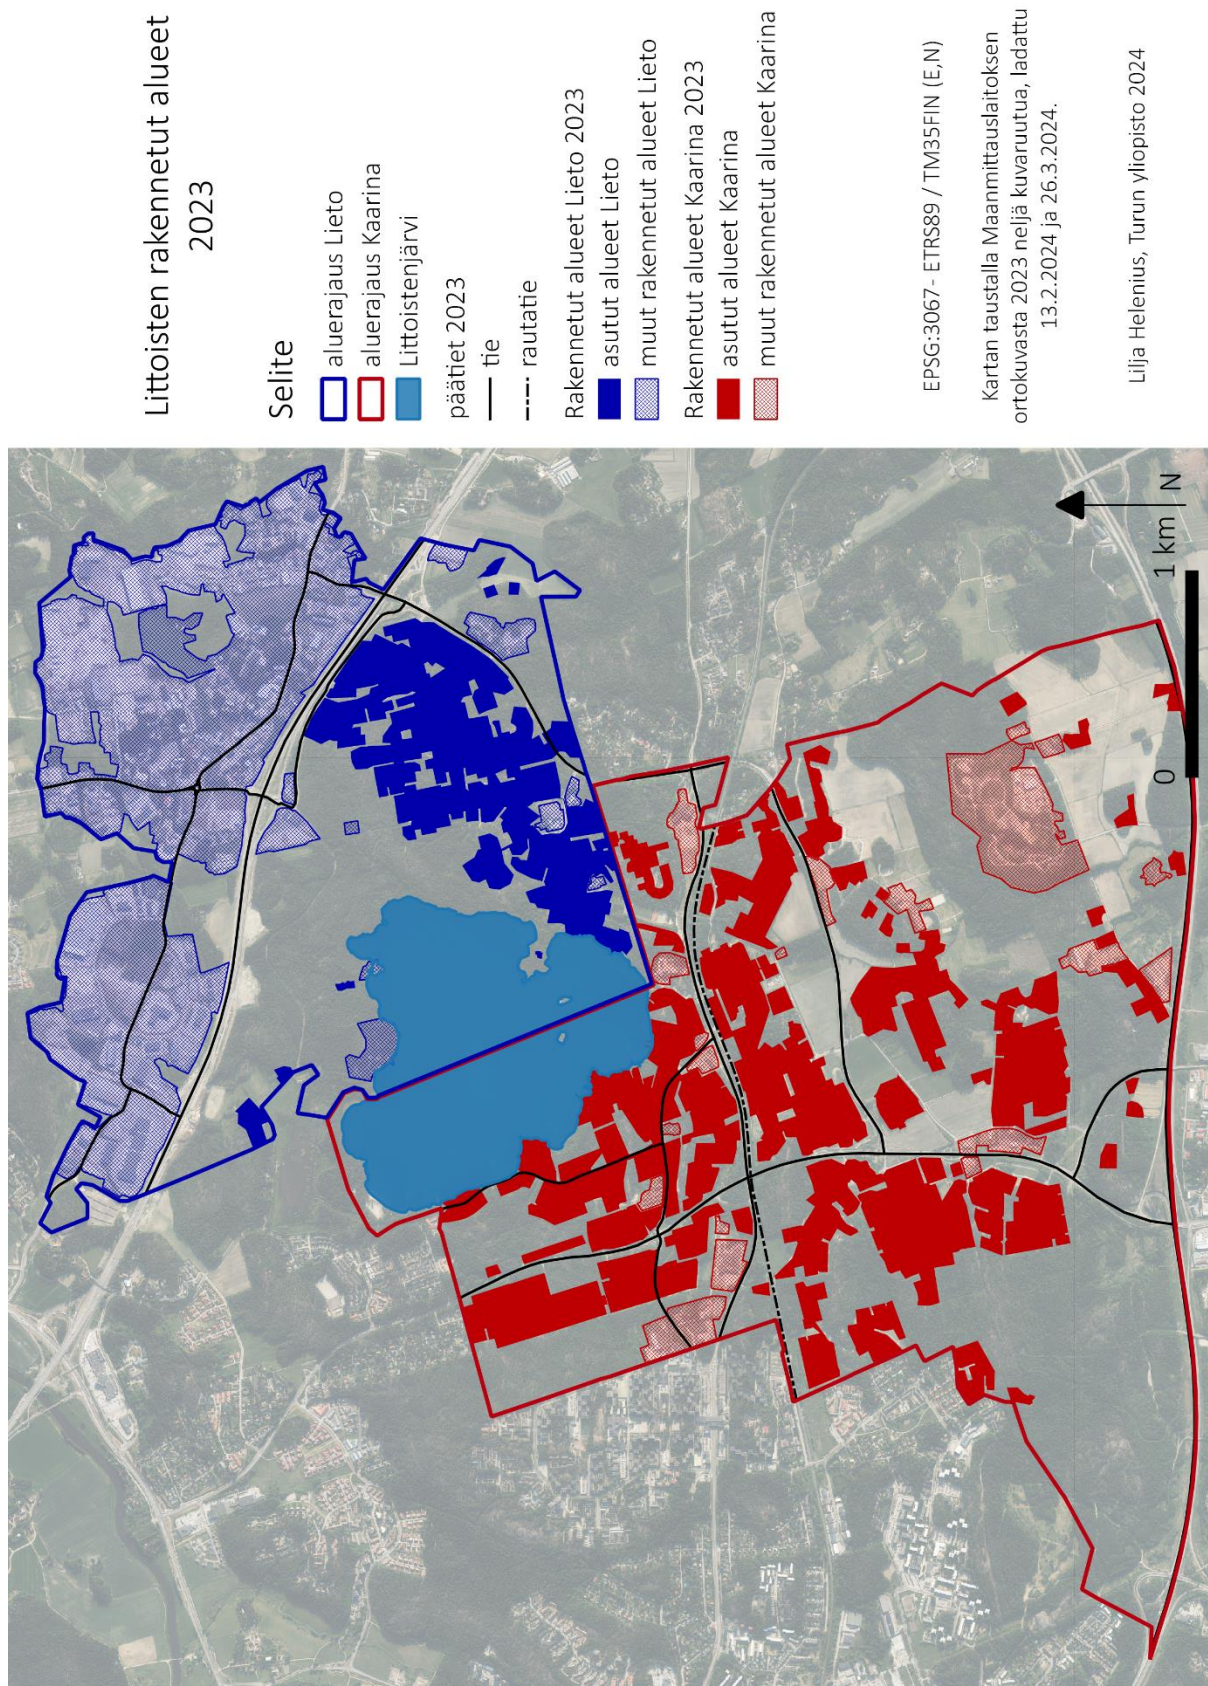 Littoisten rakennetut alueet
2023
Selite
aluerajaus Lieto
aluerajaus Kaarina
Littoistenjärvi
päätiet 2023
tie
rautatie
Rakennetut alueet Lieto 2023
asutut alueet Lieto
muut rakennetut alueet Lieto
Rakennetut alueet Kaarina 2023
asutut alueet Kaarina
muut rakennetut alueet Kaarina
EPSG:3067 - ETRS89 / TM35FIN (E,N)
Kartan taustalla Maanmittauslaitoksen
ortokuvasta 2023 neljä kuvaruutua, ladattu
13.2.2024 ja 26.3.2024.
Lilja Helenius, Turun yliopisto 2024
0 1 km
N